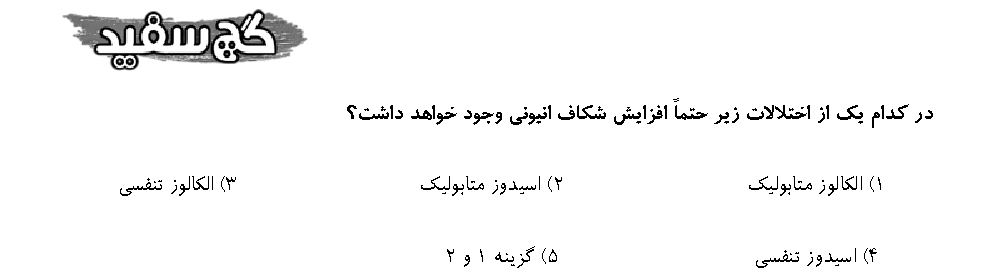 گچ سفید
در کدام یک از اختلالات زیر حتماً افزایش شکاف انیونی وجود خواهد داشت؟
۱) الکالوز متابولیک ۲) اسیدوز متابولیک ۳) الکالوز تنفسی
۴) اسیدوز تنفسی ۵) گزینه ۱ و ۲